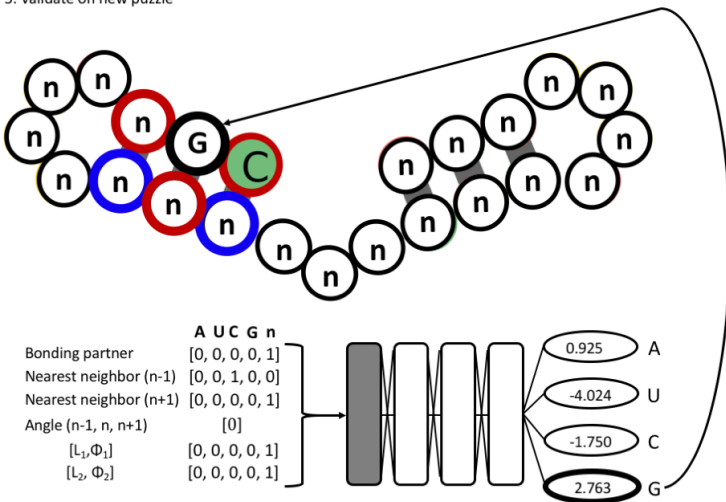 3. Validate on new puzzle
n n n n n n G C n n n
n n n
n n n n n n n n n n
A U C G n
Bonding partner [0, 0, 0, 0, 1]
Nearest neighbor (n-1) [0, 0, 1, 0, 0]
Nearest neighbor (n+1) [0, 0, 0, 0, 1]
Angle (n-1, n, n+1) [0]
[L₁,Φ₁] [0, 0, 0, 0, 1]
[L₂, Φ₂] [0, 0, 0, 0, 1]
0.925 A
-4.024 U
-1.750 C
2.763 G